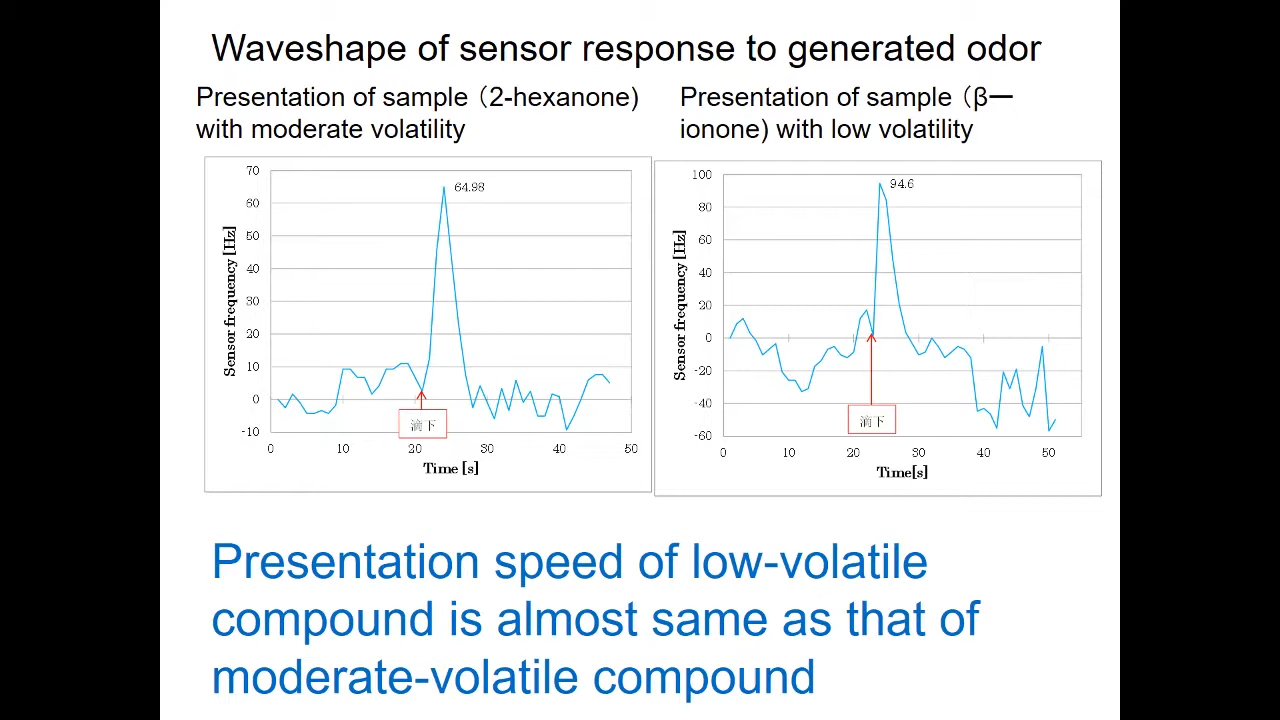 Waveshape of sensor response to generated odor
Presentation of sample（2-hexanone)
with moderate volatility
Presentation of sample（β—
ionone) with low volatility
70
60
50
40
30
20
10
0
-10
Sensor frequency [Hz]
64.98
滴下
0 10 20 30 40 50
Time [s]
100
80
60
40
20
0
-20
-40
-60
Sensor frequency [Hz]
94.6
滴下
0 10 20 30 40 50
Time[s]
Presentation speed of low-volatile
compound is almost same as that of
moderate-volatile compound